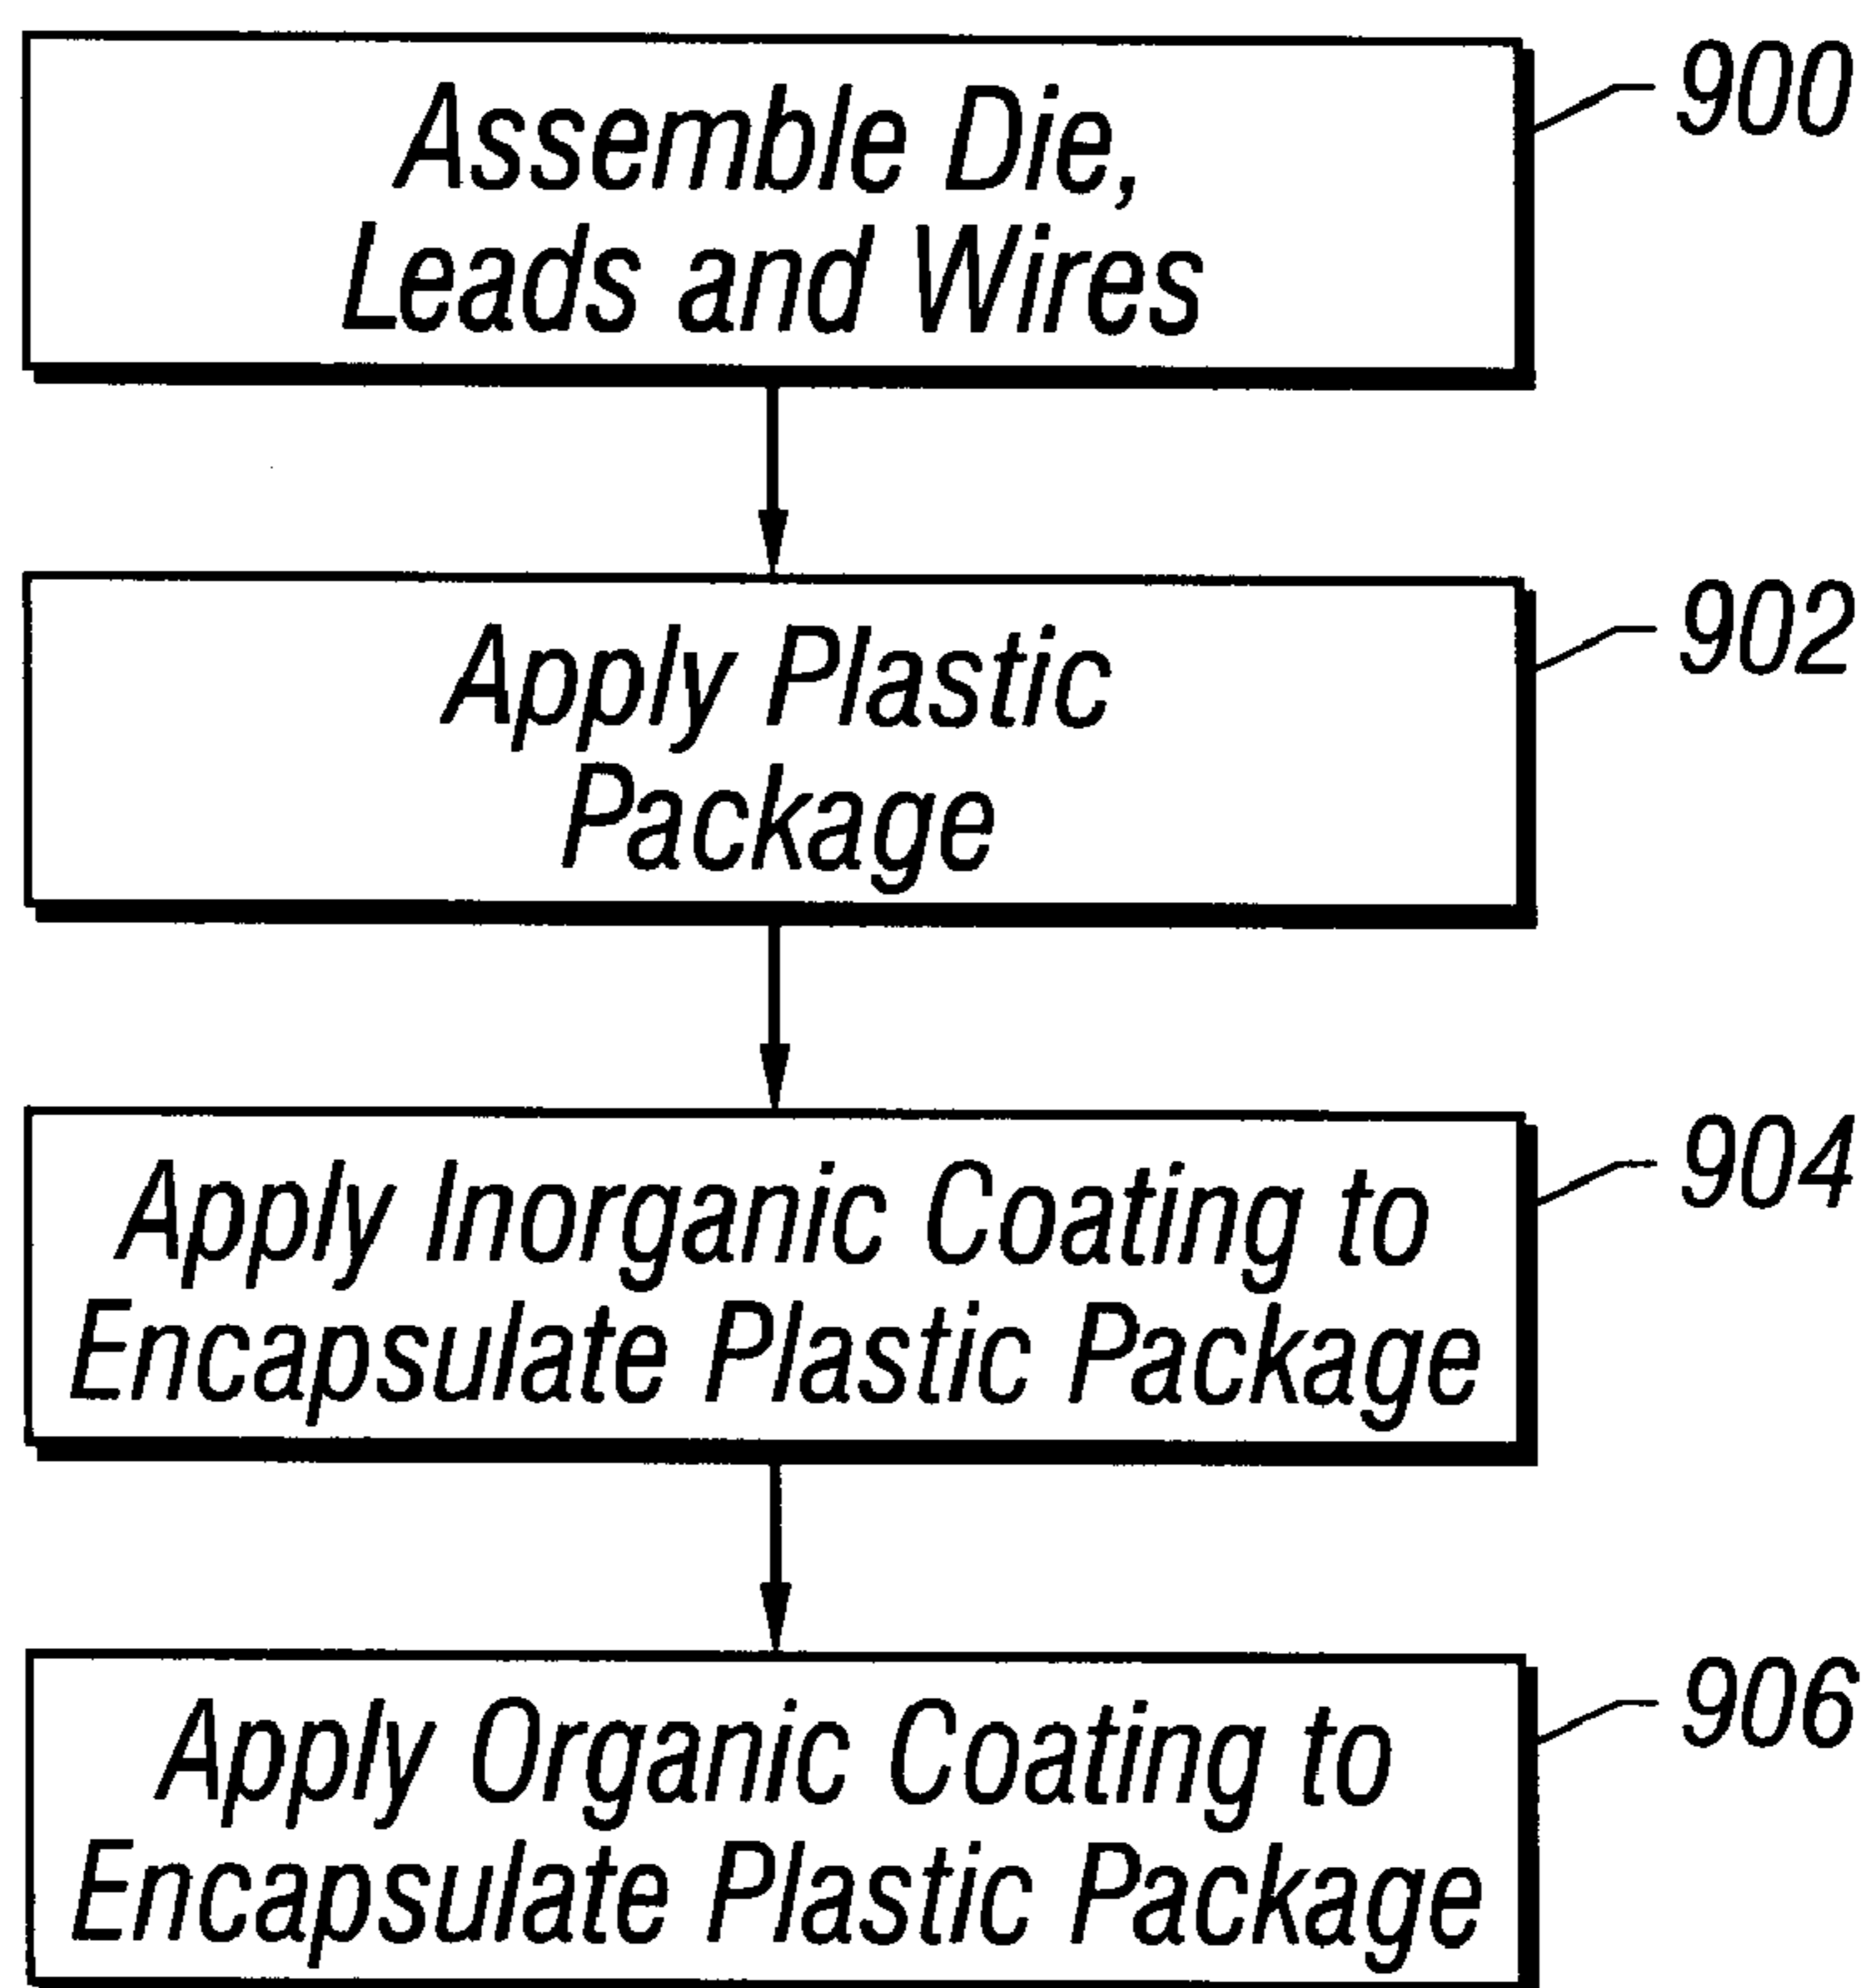 Assemble Die,
Leads and Wires
900
Apply Plastic
Package
902
Apply Inorganic Coating to
Encapsulate Plastic Package
904
Apply Organic Coating to
Encapsulate Plastic Package
906